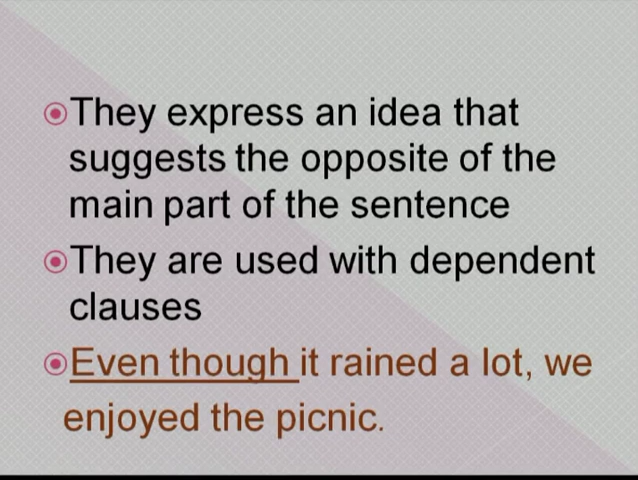 They express an idea that
suggests the opposite of the
main part of the sentence
They are used with dependent
clauses
Even though it rained a lot, we
enjoyed the picnic.